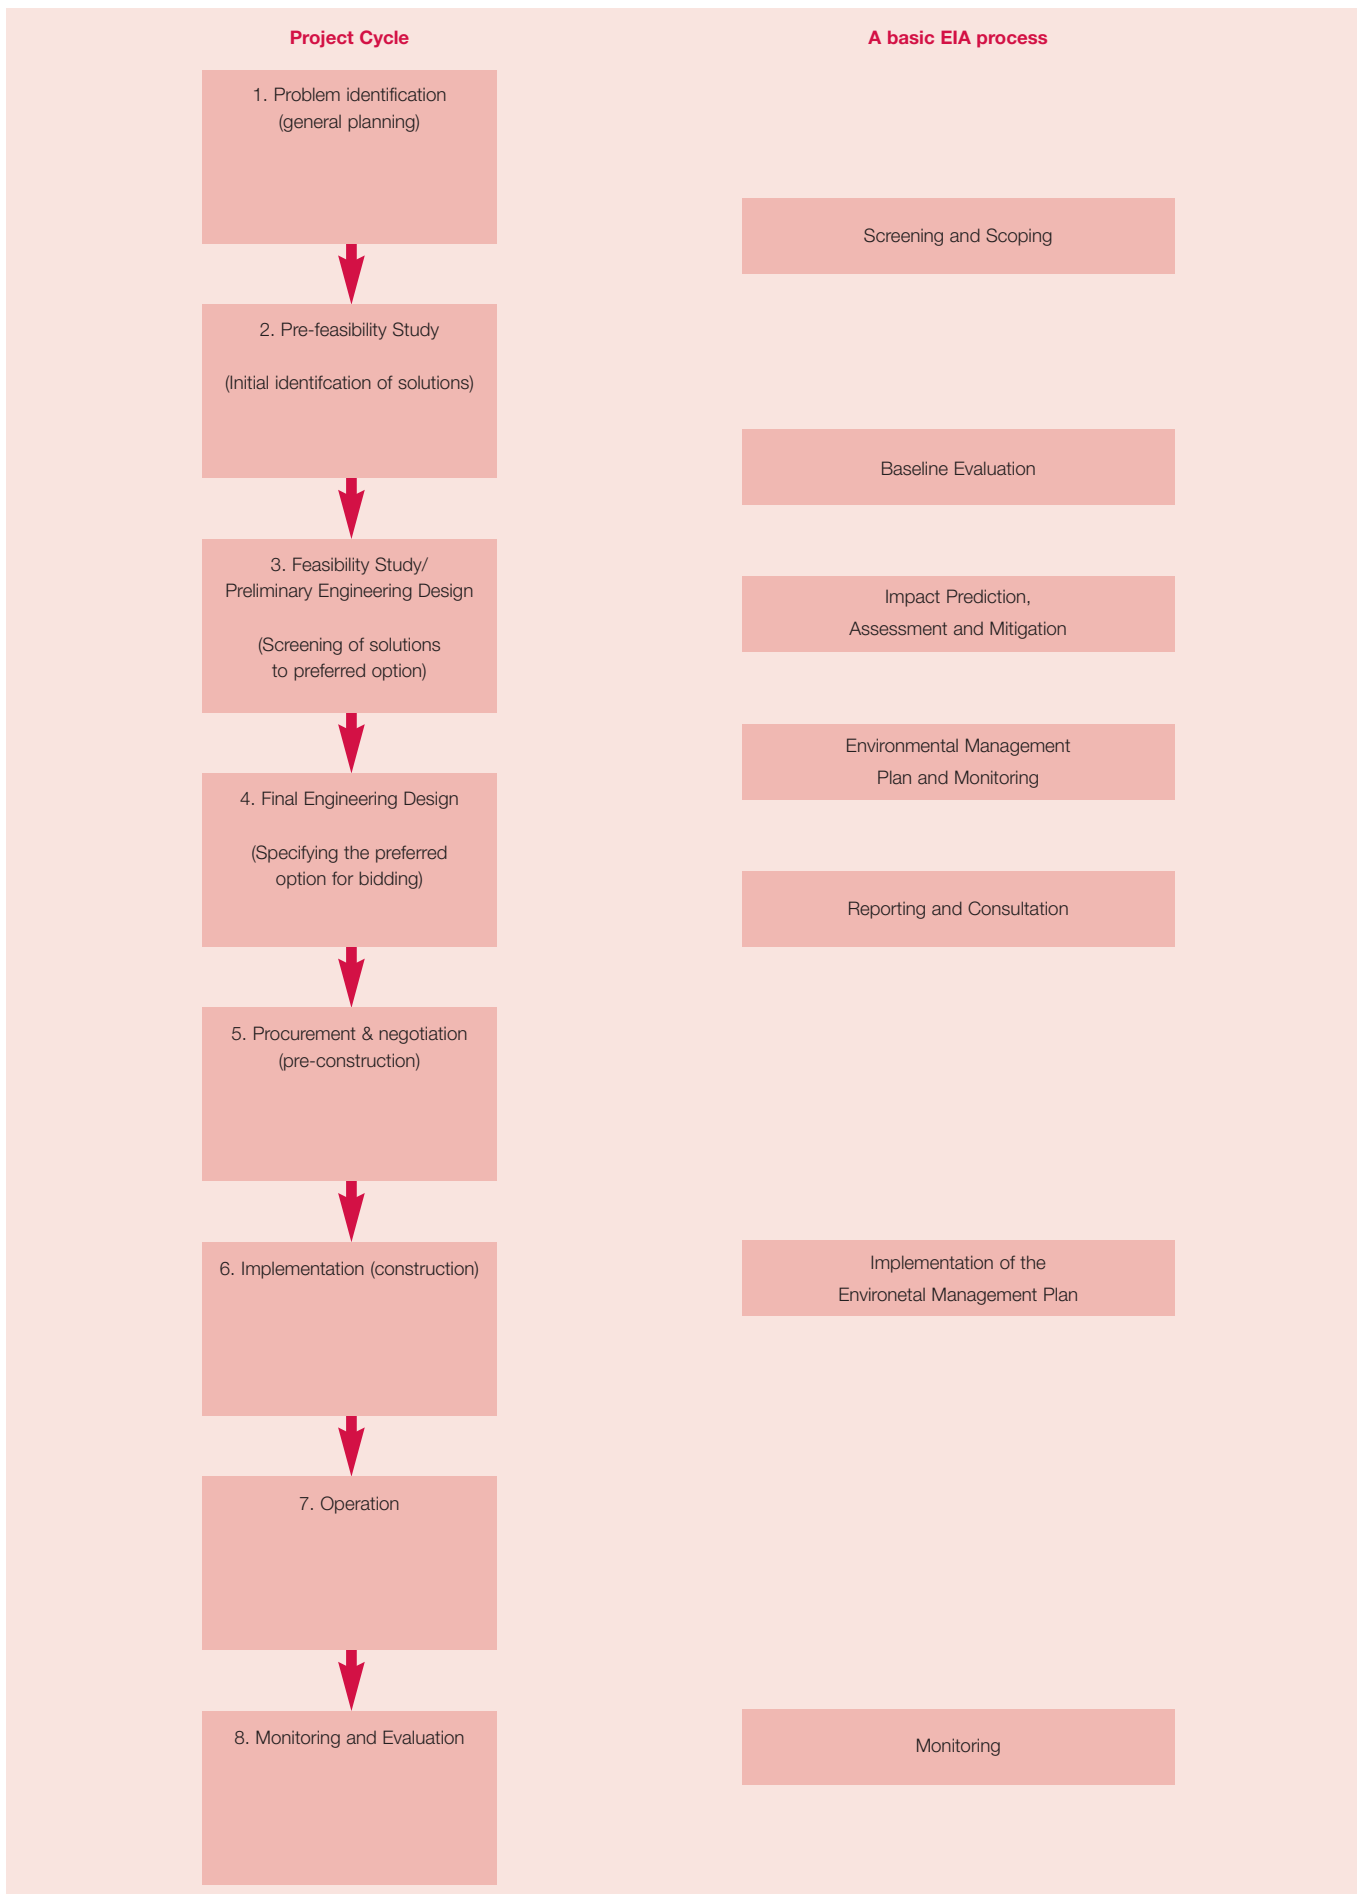 Project Cycle
A basic EIA process
1. Problem identification
(general planning)
Screening and Scoping
2. Pre-feasibility Study
(Initial identifcation of solutions)
Baseline Evaluation
3. Feasibility Study/
Preliminary Engineering Design
(Screening of solutions
to preferred option)
Impact Prediction,
Assessment and Mitigation
Environmental Management
Plan and Monitoring
4. Final Engineering Design
(Specifying the preferred
option for bidding)
Reporting and Consultation
5. Procurement & negotiation
(pre-construction)
6. Implementation (construction)
Implementation of the
Environetal Management Plan
7. Operation
8. Monitoring and Evaluation
Monitoring